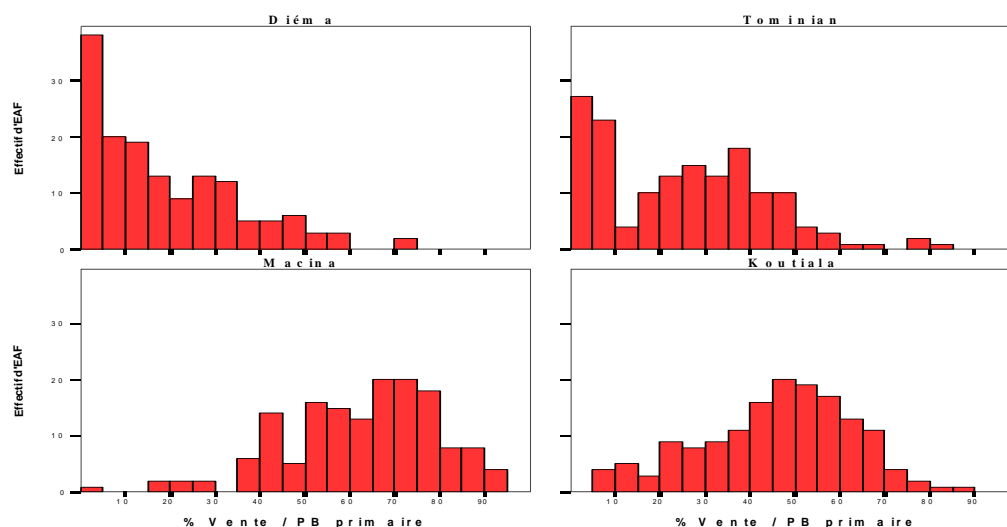 Diéma
Tominian
Effectif d'EAF
30
20
10
0
Macina
Koutiala
Effectif d'EAF
30
20
10
0
10 20 30 40 50 60 70 80 90
10 20 30 40 50 60 70 80 90
% Vente / PB primaire
% Vente / PB primaire